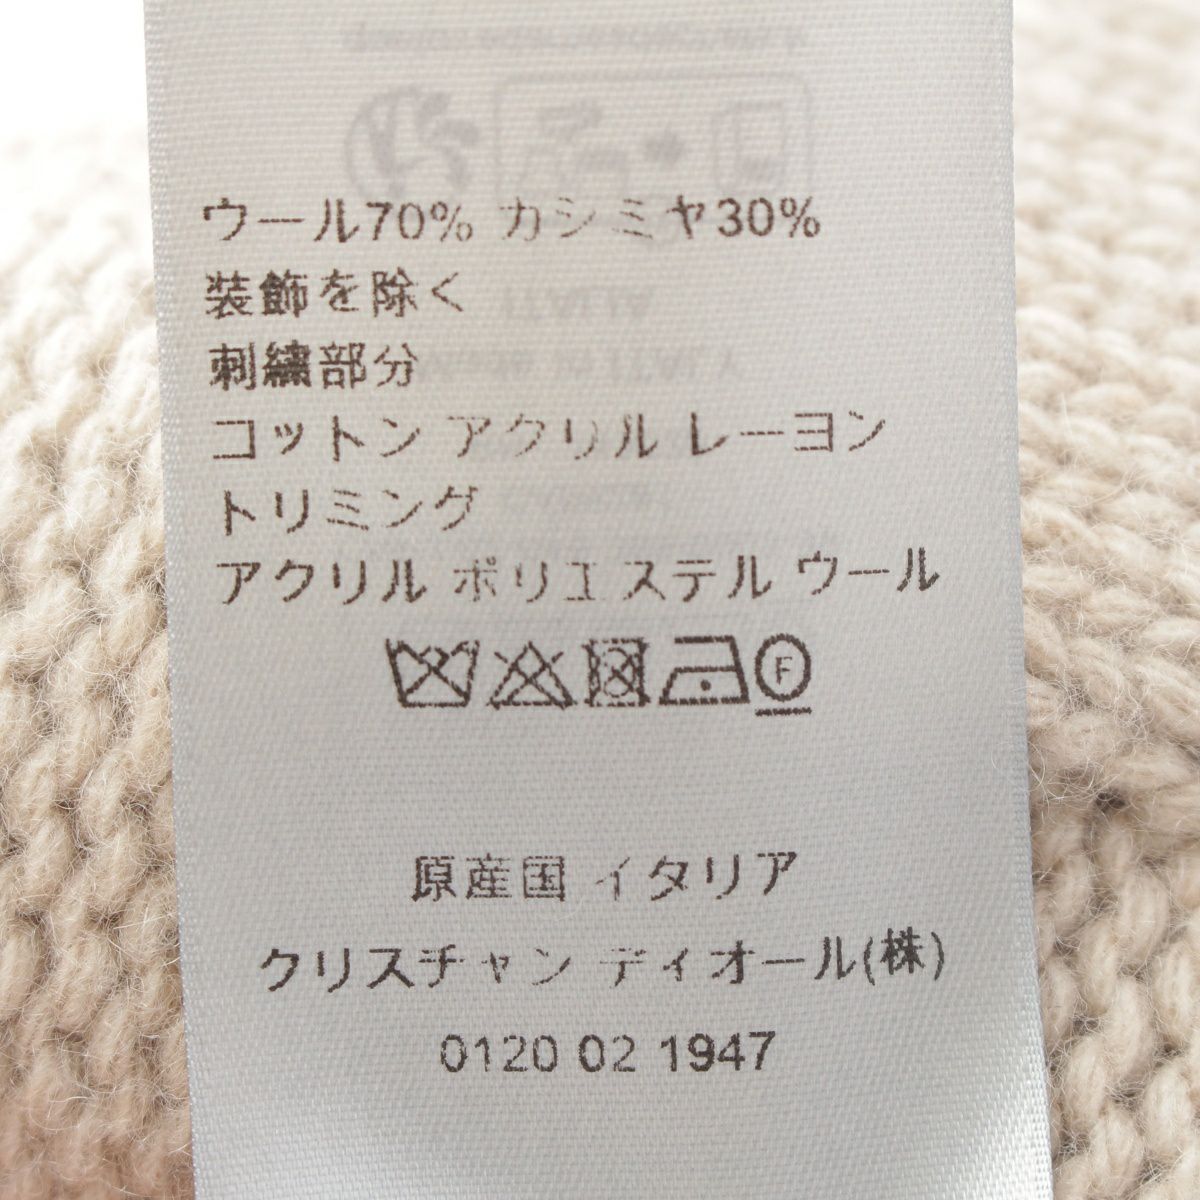 ウール70% カシミヤ30%
装飾を除く
刺繍部分
コットン アクリル レーヨン
トリミング
アクリル ポリエステル ウール
F
原産国 イタリア
クリスチャン ディオール(株)
0120 02 1947